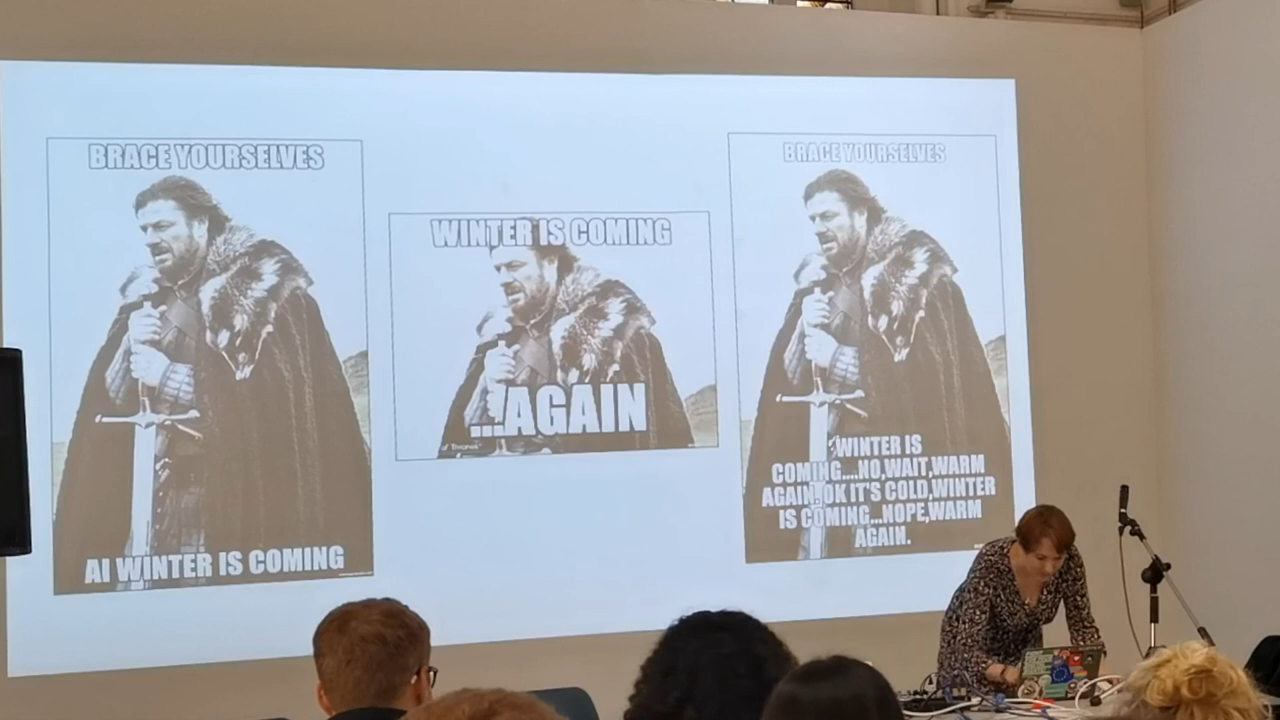 BRACE YOURSELVES
AI WINTER IS COMING
WINTER IS COMING
...AGAIN
BRACE YOURSELVES
WINTER IS
COMING....NO,WAIT,WARM
AGAIN. OK IT'S COLD,WINTER
IS COMING...NOPE,WARM
AGAIN.